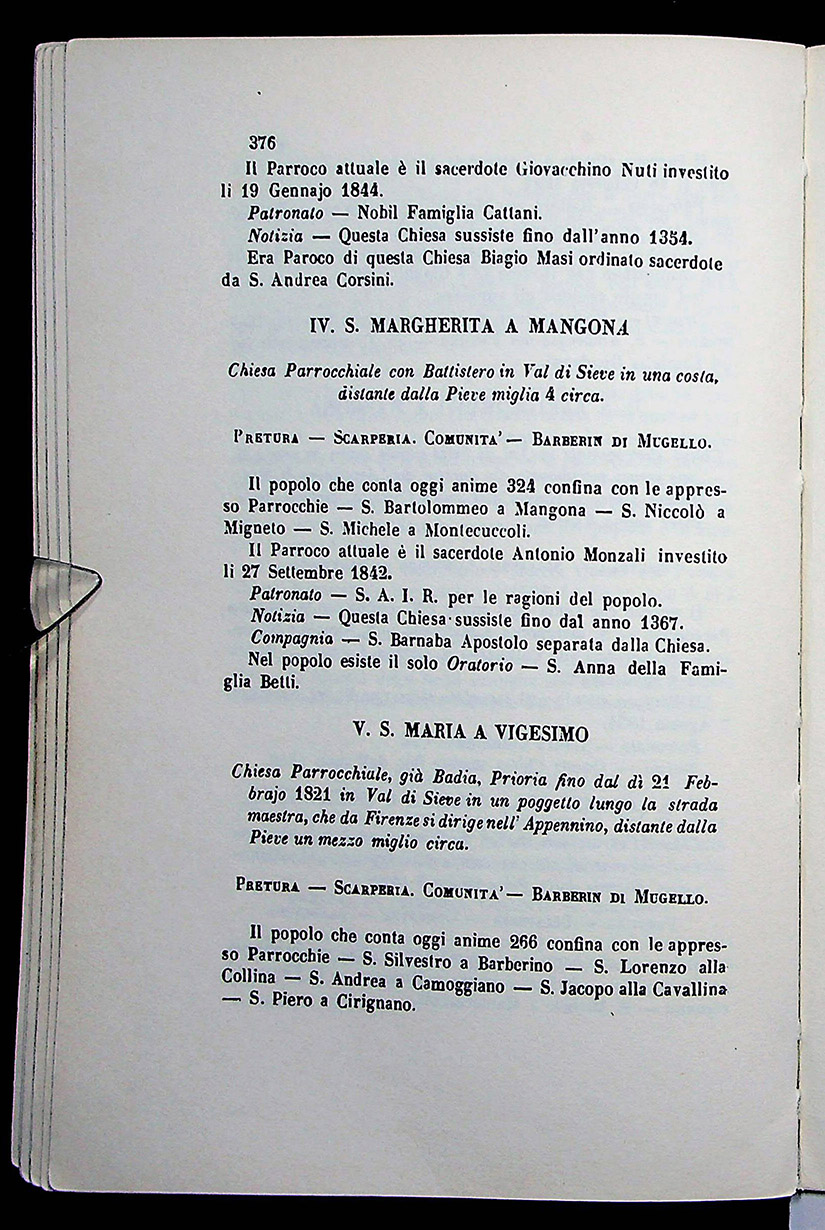 376
Il Parroco attuale è il sacerdote Giovacchino Nuti investito
li 19 Gennajo 1844.
Patronato — Nobil Famiglia Cattani.
Notizia — Questa Chiesa sussiste fino dall'anno 1354.
Era Paroco di questa Chiesa Biagio Masi ordinato sacerdote
da S. Andrea Corsini.
IV. S. MARGHERITA A MANGONA
Chiesa Parrocchiale con Battistero in Val di Sieve in una costa,
distante dalla Pieve miglia 4 circa.
PRETURA — SCARPERIA. COMUNITA' — BARBERIN DI MUGELLO.
Il popolo che conta oggi anime 324 confina con le appres-
so Parrocchie — S. Bartolommeo a Mangona — S. Niccolò a
Migneto — S. Michele a Montecuccoli.
Il Parroco attuale è il sacerdote Antonio Monzali investito
li 27 Settembre 1842.
Patronato — S. A. I. R. per le ragioni del popolo.
Notizia — Questa Chiesa sussiste fino dal anno 1367.
Compagnia — S. Barnaba Apostolo separata dalla Chiesa.
Nel popolo esiste il solo Oratorio — S. Anna della Fami-
glia Betti.
V. S. MARIA A VIGESIMO
Chiesa Parrocchiale, già Badia, Prioria fino dal dì 21 Feb-
brajo 1821 in Val di Sieve in un poggetto lungo la strada
maestra, che da Firenze si dirige nell' Appennino, distante dalla
Pieve un mezzo miglio circa.
PRETURA — SCARPERIA. COMUNITA' — BARBERIN DI MUGELLO.
Il popolo che conta oggi anime 266 confina con le appres-
so Parrocchie — S. Silvestro a Barberino — S. Lorenzo alla
Collina — S. Andrea a Camoggiano — S. Jacopo alla Cavallina
— S. Piero a Cirignano.